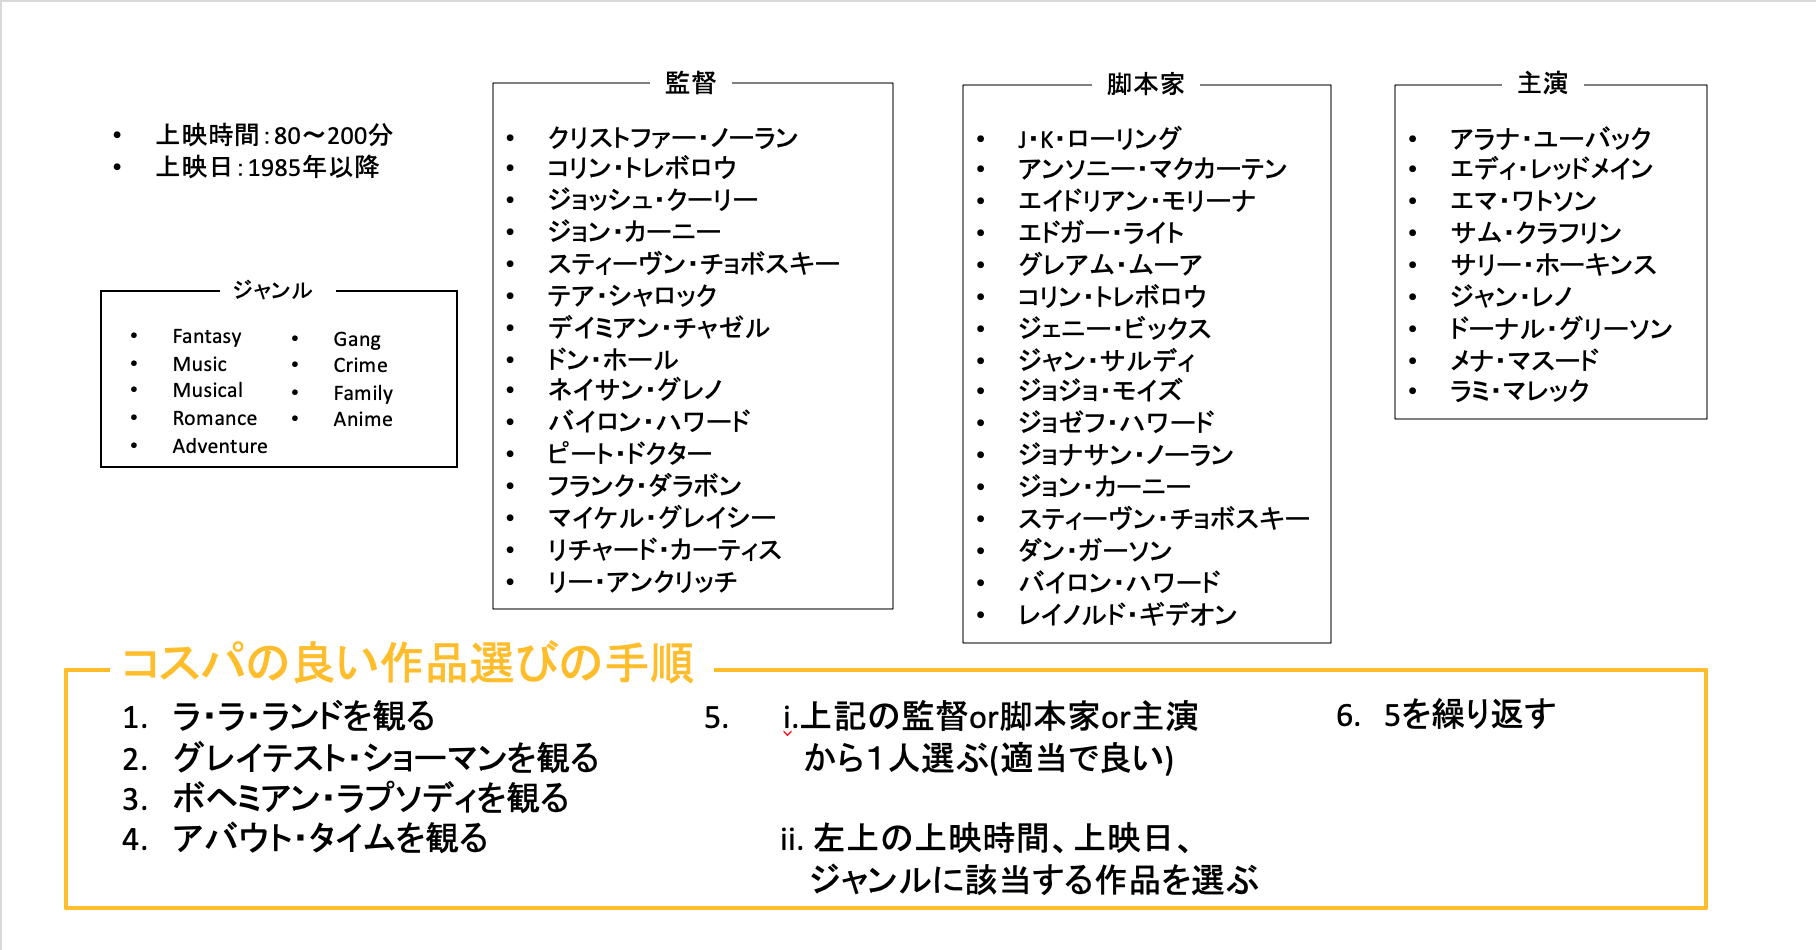 • 上映時間：80〜200分
• 上映日：1985年以降
ジャンル
• Fantasy
• Music
• Musical
• Romance
• Adventure
• Gang
• Crime
• Family
• Anime
監督
• クリストファー・ノーラン
• コリン・トレボロウ
• ジョッシュ・クーリー
• ジョン・カーニー
• スティーヴン・チョボスキー
• テア・シャロック
• デイミアン・チャゼル
• ドン・ホール
• ネイサン・グレノ
• バイロン・ハワード
• ピート・ドクター
• フランク・ダラボン
• マイケル・グレイシー
• リチャード・カーティス
• リー・アンクリッチ
脚本家
• J・K・ローリング
• アンソニー・マクカーテン
• エイドリアン・モリーナ
• エドガー・ライト
• グレアム・ムーア
• コリン・トレボロウ
• ジェニー・ビックス
• ジャン・サルディ
• ジョジョ・モイズ
• ジョゼフ・ハワード
• ジョナサン・ノーラン
• ジョン・カーニー
• スティーヴン・チョボスキー
• ダン・ガーソン
• バイロン・ハワード
• レイノルド・ギデオン
主演
• アラナ・ユーバック
• エディ・レッドメイン
• エマ・ワトソン
• サム・クラフリン
• サリー・ホーキンス
• ジャン・レノ
• ドーナル・グリーソン
• メナ・マスード
• ラミ・マレック
コスパの良い作品選びの手順
1. ラ・ラ・ランドを観る
2. グレイテスト・ショーマンを観る
3. ボヘミアン・ラプソディを観る
4. アバウト・タイムを観る
5. i.上記の監督or脚本家or主演
から１人選ぶ(適当で良い)
ii. 左上の上映時間、上映日、
ジャンルに該当する作品を選ぶ
6. 5を繰り返す